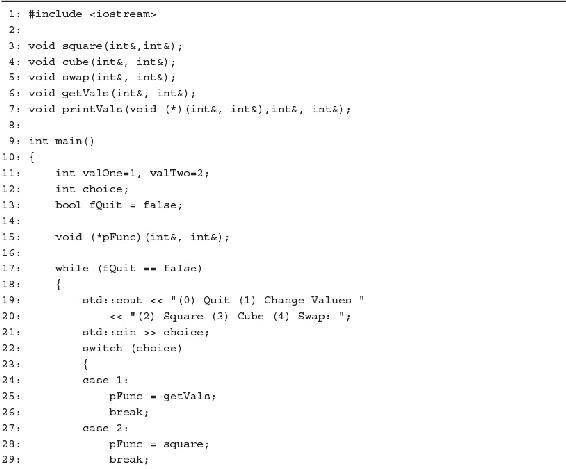 1: #include <iostream>
2:
3: void square(int&,int&);
4: void cube(int&, int&);
5: void swap(int&, int&);
6: void getVals(int&, int&);
7: void printVals(void (*)(int&, int&),int&, int&);
8:
9: int main()
10: {
11:     int valOne=1, valTwo=2;
12:     int choice;
13:     bool fQuit = false;
14:
15:     void (*pFunc)(int&, int&);
16:
17:     while (fQuit == false)
18:     {
19:         std::cout << "(0) Quit (1) Change Values "
20:             << "(2) Square (3) Cube (4) Swap: ";
21:         std::cin >> choice;
22:         switch (choice)
23:         {
24:         case 1:
25:             pFunc = getVals;
26:             break;
27:         case 2:
28:             pFunc = square;
29:             break;